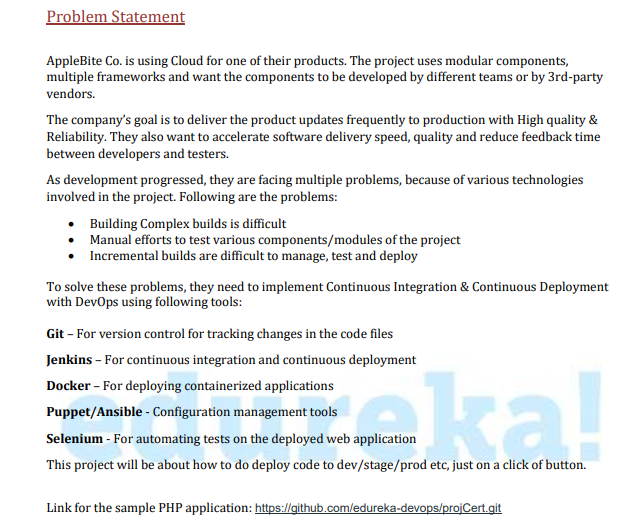 Problem Statement
AppleBite Co. is using Cloud for one of their products. The project uses modular components,
multiple frameworks and want the components to be developed by different teams or by 3rd-party
vendors.
The company's goal is to deliver the product updates frequently to production with High quality &
Reliability. They also want to accelerate software delivery speed, quality and reduce feedback time
between developers and testers.
As development progressed, they are facing multiple problems, because of various technologies
involved in the project. Following are the problems:
• Building Complex builds is difficult
• Manual efforts to test various components/modules of the project
• Incremental builds are difficult to manage, test and deploy
To solve these problems, they need to implement Continuous Integration & Continuous Deployment
with DevOps using following tools:
Git – For version control for tracking changes in the code files
Jenkins – For continuous integration and continuous deployment
Docker – For deploying containerized applications
Puppet/Ansible - Configuration management tools
Selenium - For automating tests on the deployed web application
edureka!
This project will be about how to do deploy code to dev/stage/prod etc, just on a click of button.
Link for the sample PHP application: https://github.com/edureka-devops/projCert.git